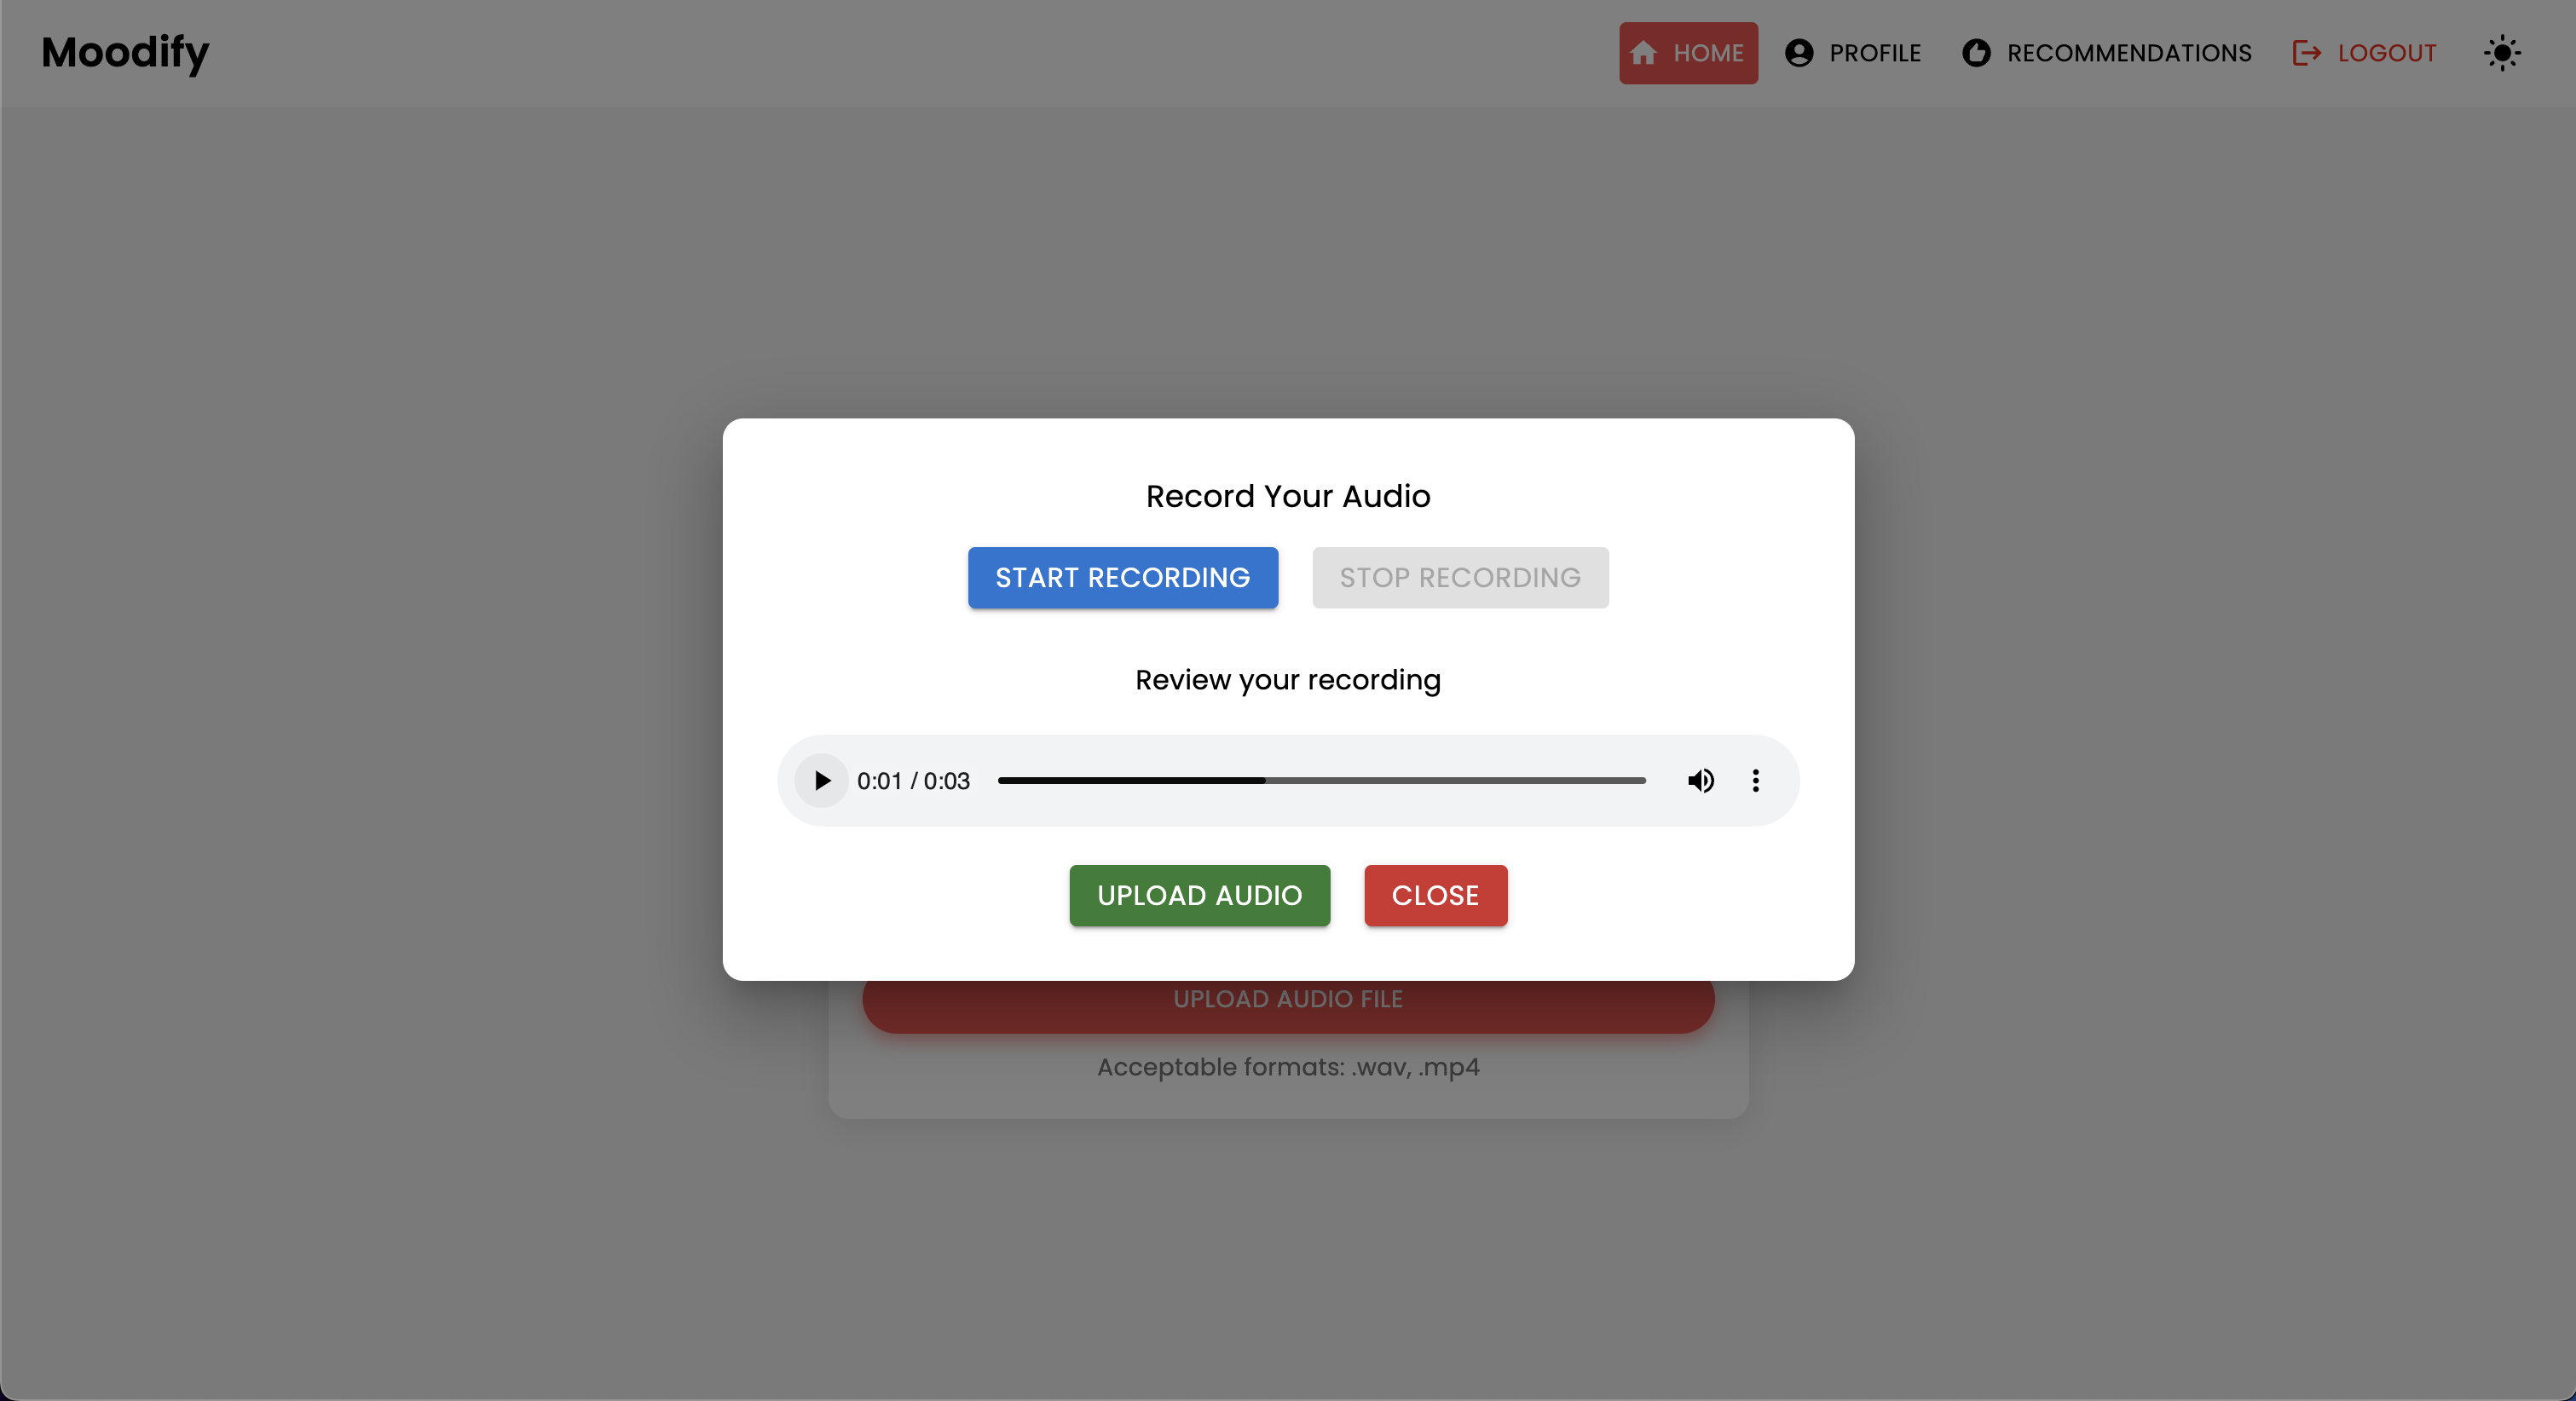 Moodify
HOME PROFILE RECOMMENDATIONS LOGOUT
Record Your Audio
START RECORDING STOP RECORDING
Review your recording
0:01 / 0:03
UPLOAD AUDIO CLOSE
UPLOAD AUDIO FILE
Acceptable formats: .wav, .mp4